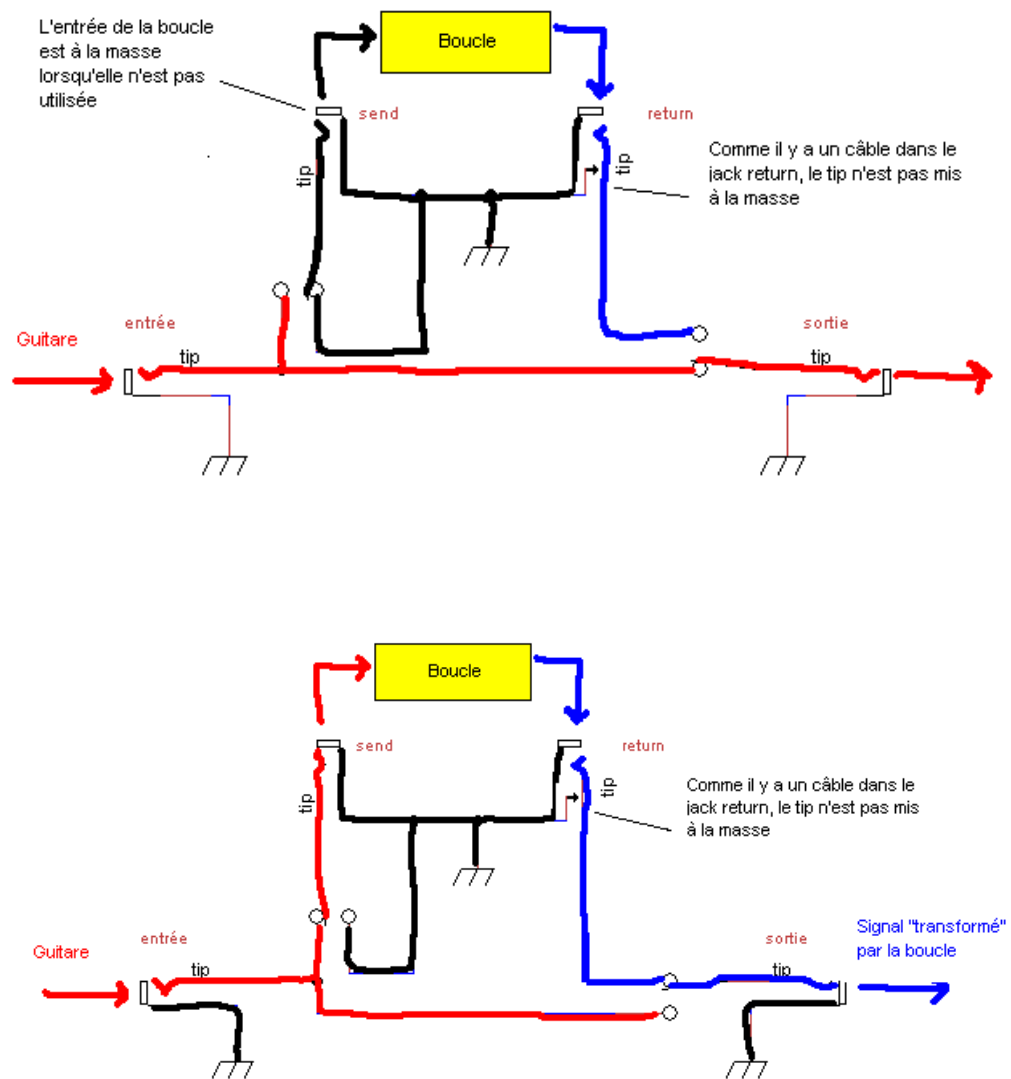 L'entrée de la boucle
est à la masse
lorsqu'elle n'est pas
utilisée
Boucle
send
return
tip
tip
Comme il y a un câble dans le
jack return, le tip n'est pas mis
à la masse
entrée
sortie
Guitare
tip
tip
Boucle
send
return
tip
tip
Comme il y a un câble dans le
jack return, le tip n'est pas mis
à la masse
entrée
sortie
Guitare
tip
tip
Signal "transformé"
par la boucle